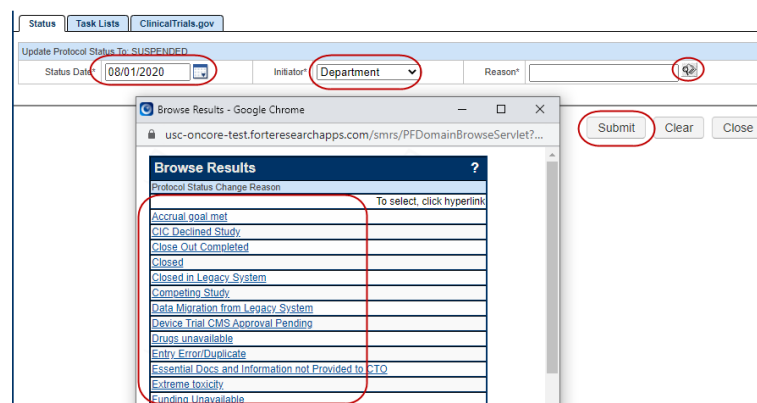 Status Task Lists ClinicalTrials.gov
Update Protocol Status To: SUSPENDED
Status Date* 08/01/2020 Initiator* Department Reason*
Browse Results - Google Chrome
usc-oncore-test.forteresearchapps.com/smrs/PFDomainBrowseServlet?...
Submit Clear Close
Browse Results ?
Protocol Status Change Reason
To select, click hyperlink
Accrual goal met
CIC Declined Study
Close Out Completed
Closed
Closed in Legacy System
Competing Study
Data Migration from Legacy System
Device Trial CMS Approval Pending
Drugs unavailable
Entry Error/Duplicate
Essential Docs and Information not Provided to CTO
Extreme toxicity
Funding Unavailable